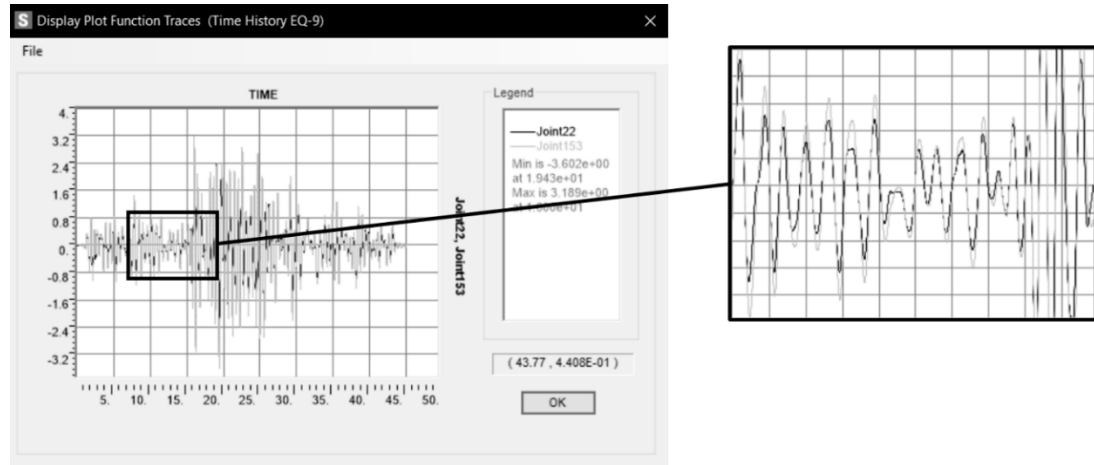 S Display Plot Function Traces (Time History EQ-9)
File
TIME
Legend
4.
3.2
2.4
1.6
0.8
0.
-0.8
-1.6
-2.4
-3.2
5. 10. 15. 20. 25. 30. 35. 40. 45. 50.
Joint22, Joint153
Joint22
Joint153
Min is -3.602e+00
at 1.943e+01
Max is 3.189e+00
( 43.77 , 4.408E-01 )
OK